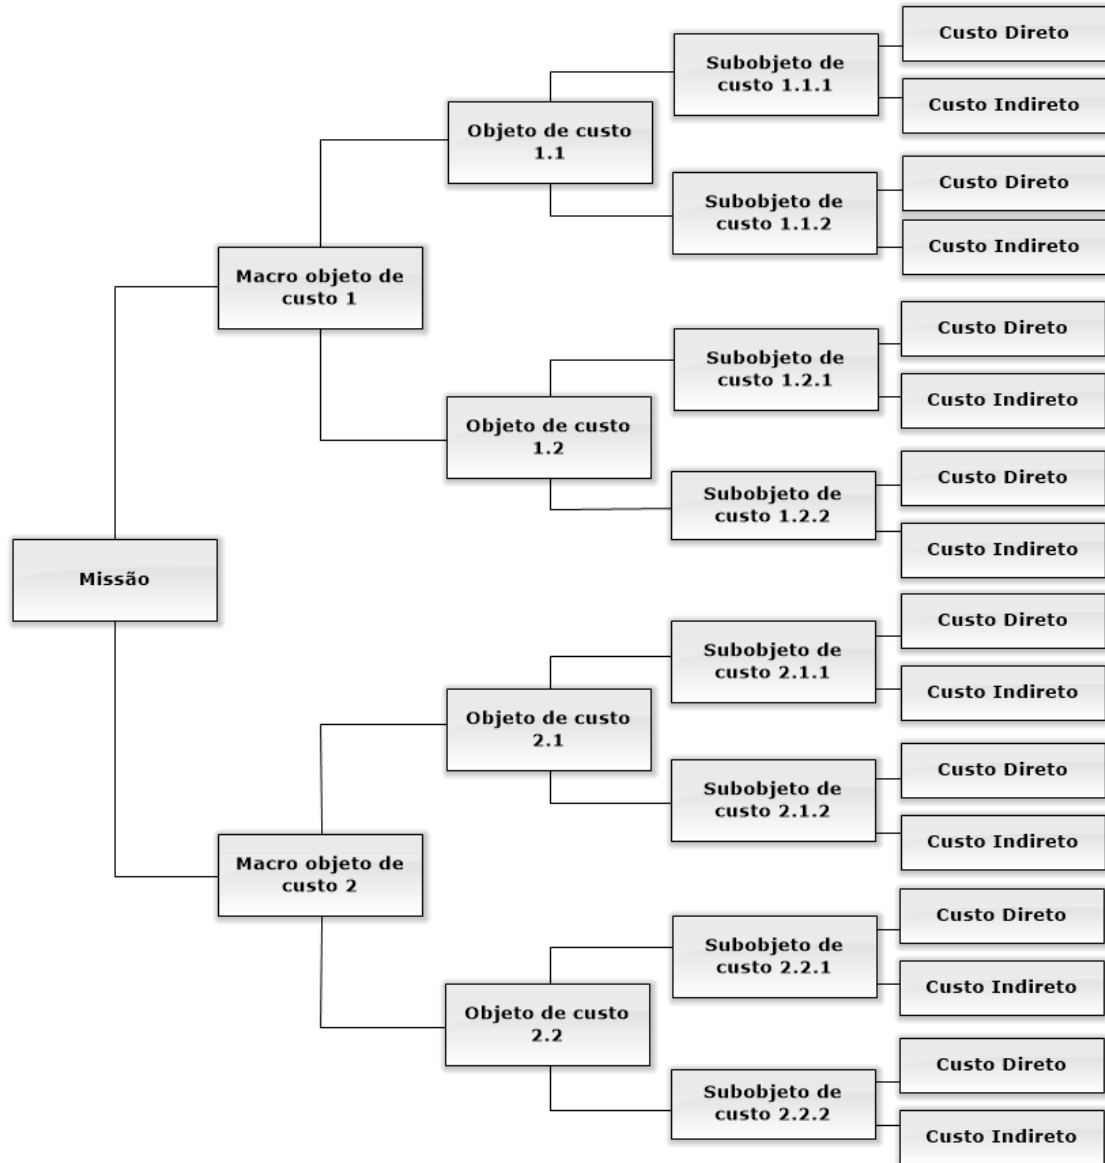 Custo Direto
Subobjeto de
custo 1.1.1
Custo Indireto
Objeto de custo
1.1
Custo Direto
Subobjeto de
custo 1.1.2
Custo Indireto
Macro objeto de
custo 1
Custo Direto
Subobjeto de
custo 1.2.1
Custo Indireto
Objeto de custo
1.2
Custo Direto
Subobjeto de
custo 1.2.2
Custo Indireto
Missão
Custo Direto
Subobjeto de
custo 2.1.1
Custo Indireto
Objeto de custo
2.1
Custo Direto
Subobjeto de
custo 2.1.2
Custo Indireto
Macro objeto de
custo 2
Custo Direto
Subobjeto de
custo 2.2.1
Custo Indireto
Objeto de custo
2.2
Custo Direto
Subobjeto de
custo 2.2.2
Custo Indireto